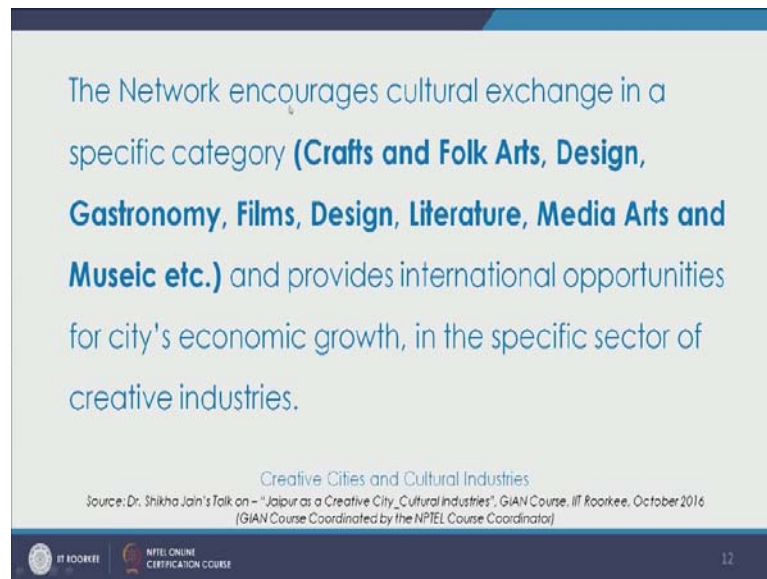 The Network encourages cultural exchange in a
specific category (Crafts and Folk Arts, Design,
Gastronomy, Films, Design, Literature, Media Arts and
Museic etc.) and provides international opportunities
for city's economic growth, in the specific sector of
creative industries.
Creative Cities and Cultural Industries
Source: Dr. Shikha Jain's Talk on – "Jaipur as a Creative City_Cultural Industries", GIAN Course, IIT Roorkee, October 2016
(GIAN Course Coordinated by the NPTEL Course Coordinator)
IIT ROORKEE
NPTEL ONLINE
CERTIFICATION COURSE
12